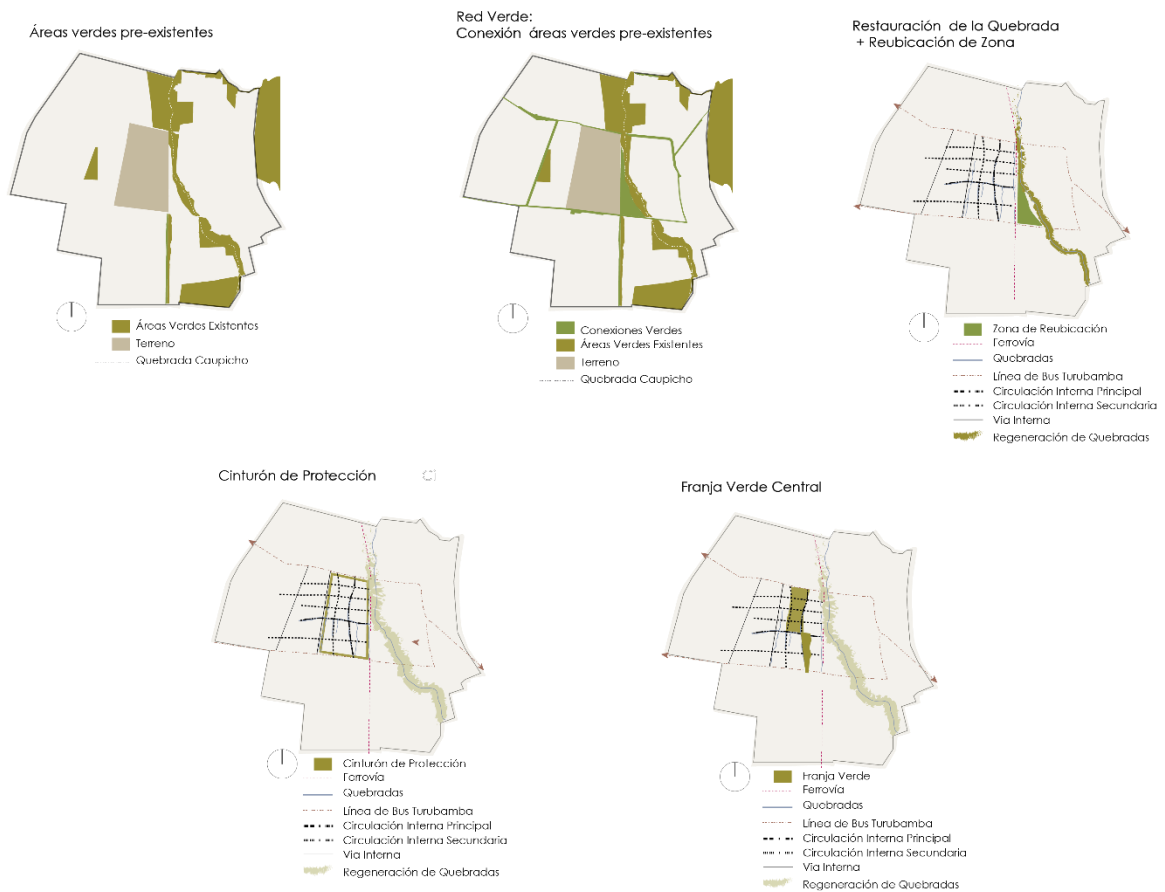 Áreas verdes pre-existentes
Áreas Verdes Existentes
Terreno
Quebrada Caupicho
Red Verde:
Conexión áreas verdes pre-existentes
Conexiones Verdes
Áreas Verdes Existentes
Terreno
Quebrada Caupicho
Restauración de la Quebrada
+ Reubicación de Zona
Zona de Reubicación
Ferrovía
Quebradas
Línea de Bus Turubamba
Circulación Interna Principal
Circulación Interna Secundaria
Via Interna
Regeneración de Quebradas
Cinturón de Protección
Cinturón de Protección
Ferrovía
Quebradas
Línea de Bus Turubamba
Circulación Interna Principal
Circulación Interna Secundaria
Via Interna
Regeneración de Quebradas
Franja Verde Central
Franja Verde
Ferrovía
Quebradas
Línea de Bus Turubamba
Circulación Interna Principal
Circulación Interna Secundaria
Via Interna
Regeneración de Quebradas